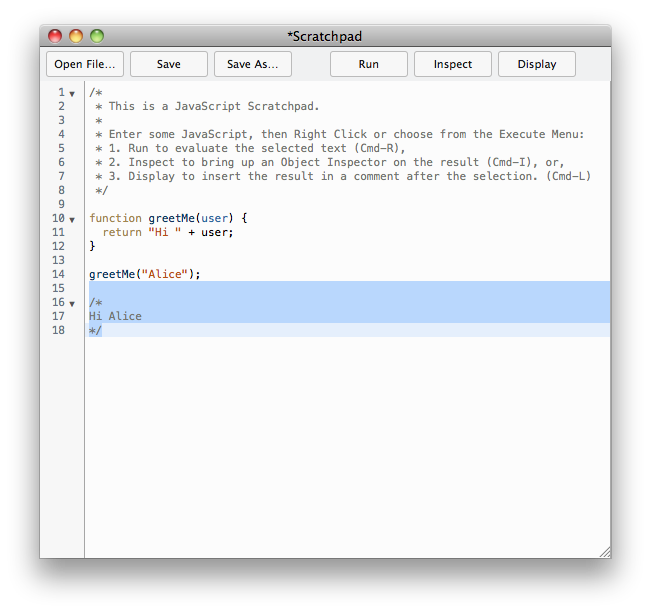 *Scratchpad
Open File... Save Save As... Run Inspect Display
1 /*
2 * This is a JavaScript Scratchpad.
3 *
4 * Enter some JavaScript, then Right Click or choose from the Execute Menu:
5 * 1. Run to evaluate the selected text (Cmd-R),
6 * 2. Inspect to bring up an Object Inspector on the result (Cmd-I), or,
7 * 3. Display to insert the result in a comment after the selection. (Cmd-L)
8 */
9
10 function greetMe(user) {
11 return "Hi " + user;
12 }
13
14 greetMe("Alice");
15
16 /*
17 Hi Alice
18 */